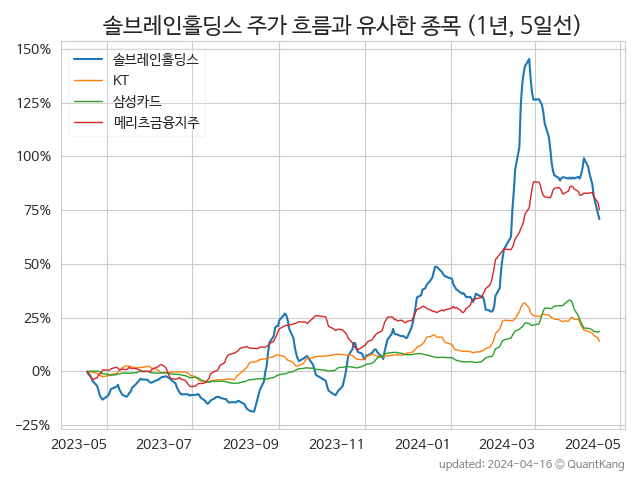 솔브레인홀딩스 주가 흐름과 유사한 종목 (1년, 5일선)
150%
125%
100%
75%
50%
25%
0%
−25%
솔브레인홀딩스
KT
삼성카드
메리츠금융지주
2023-05 2023-07 2023-09 2023-11 2024-01 2024-03 2024-05
updated: 2024-04-16 © QuantKang